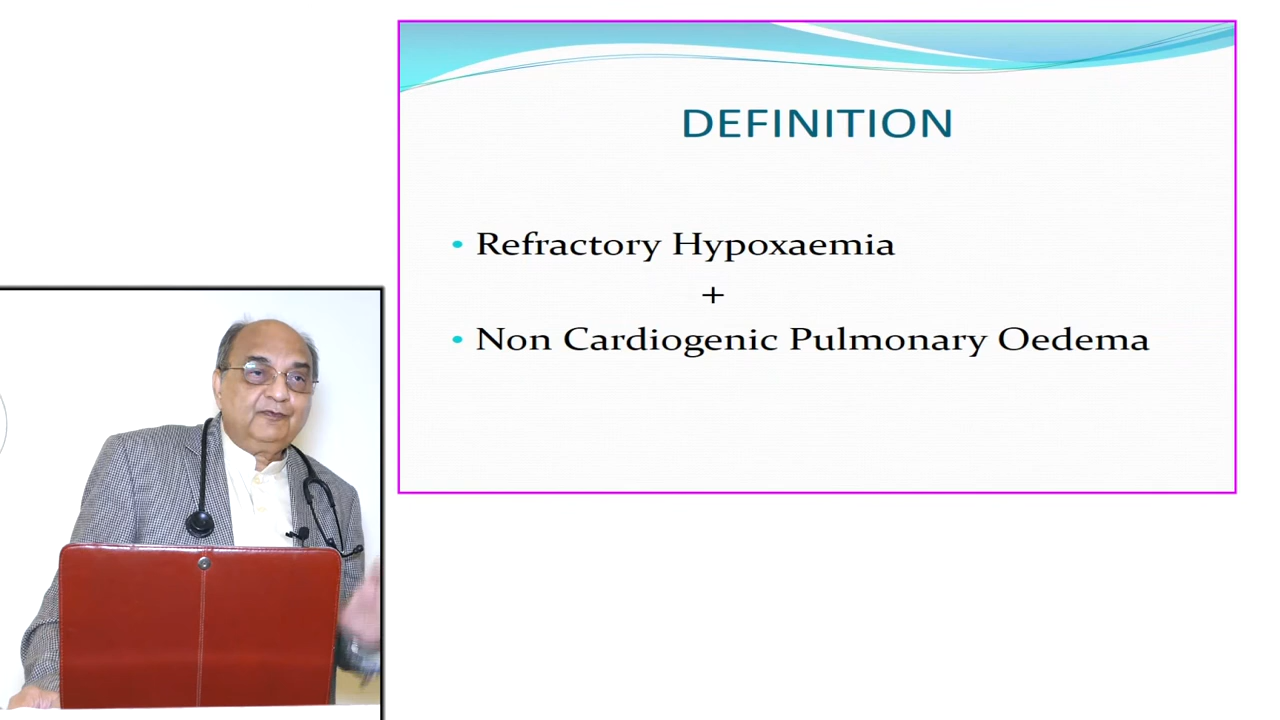 DEFINITION
• Refractory Hypoxaemia
+
• Non Cardiogenic Pulmonary Oedema